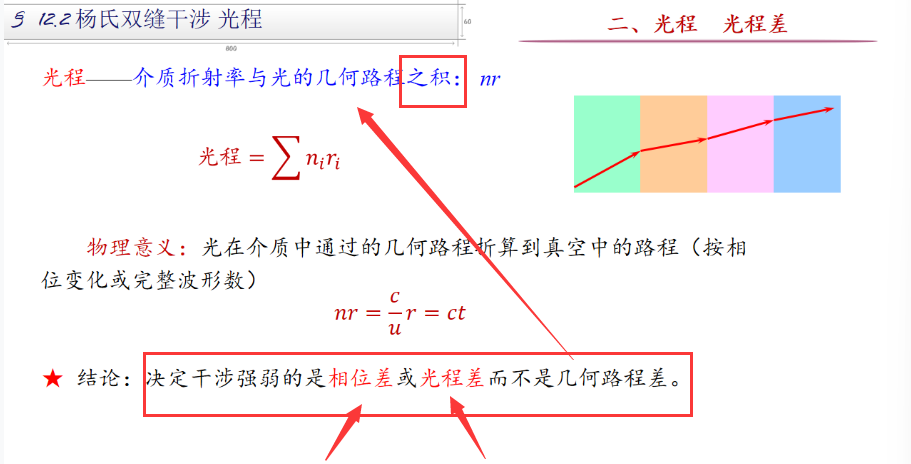 § 12.2 杨氏双缝干涉 光程
二、光程 光程差
60
806
光程——介质折射率与光的几何路程之积: nr
光程 = ∑ nᵢrᵢ
物理意义:光在介质中通过的几何路程折算到真空中的路程(按相
位变化或完整波形数)
nr = c/u r = ct
★ 结论:决定干涉强弱的是相位差或光程差而不是几何路程差。